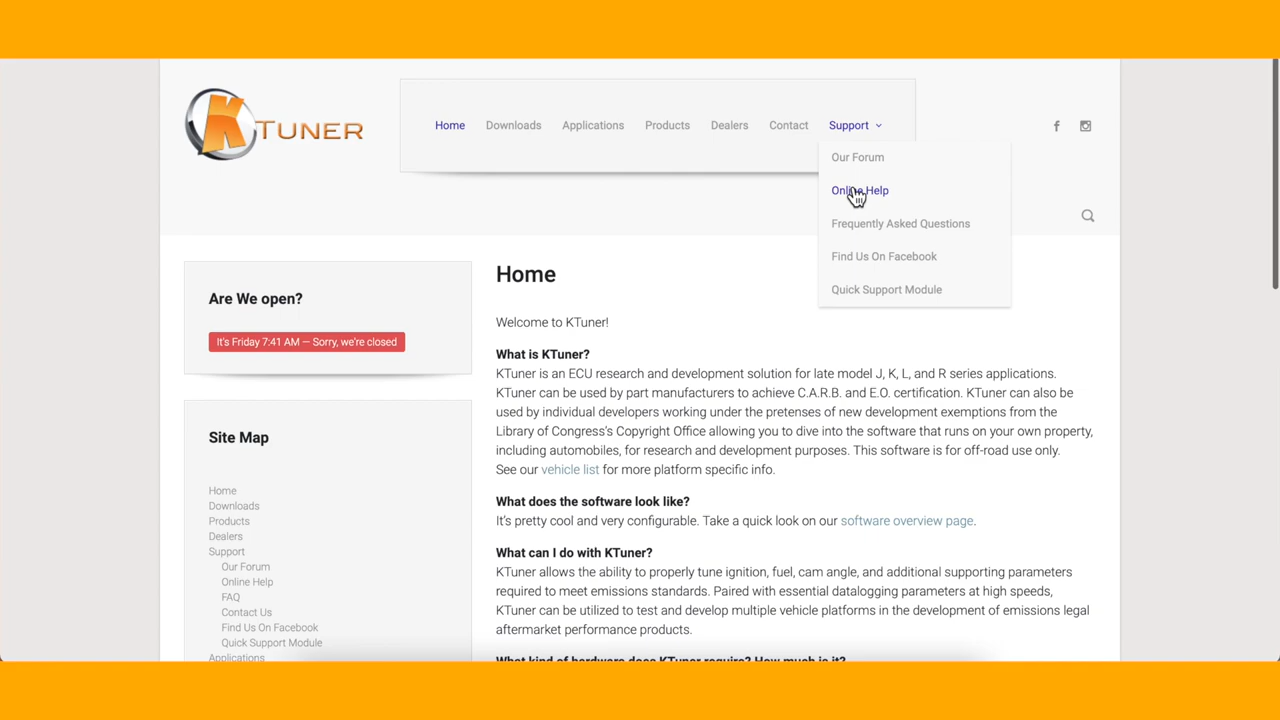 K TUNER
Home Downloads Applications Products Dealers Contact Support
Our Forum
Online Help
Frequently Asked Questions
Find Us On Facebook
Quick Support Module
Are We open?
It's Friday 7:41 AM — Sorry, we're closed
Site Map
Home
Downloads
Products
Dealers
Support
Our Forum
Online Help
FAQ
Contact Us
Find Us On Facebook
Quick Support Module
Applications
Home
Welcome to KTuner!
What is KTuner?
KTuner is an ECU research and development solution for late model J, K, L, and R series applications.
KTuner can be used by part manufacturers to achieve C.A.R.B. and E.O. certification. KTuner can also be
used by individual developers working under the pretenses of new development exemptions from the
Library of Congress's Copyright Office allowing you to dive into the software that runs on your own property,
including automobiles, for research and development purposes. This software is for off-road use only.
See our vehicle list for more platform specific info.
What does the software look like?
It's pretty cool and very configurable. Take a quick look on our software overview page.
What can I do with KTuner?
KTuner allows the ability to properly tune ignition, fuel, cam angle, and additional supporting parameters
required to meet emissions standards. Paired with essential datalogging parameters at high speeds,
KTuner can be utilized to test and develop multiple vehicle platforms in the development of emissions legal
aftermarket performance products.
What kind of hardware does KTuner require? How much is it?